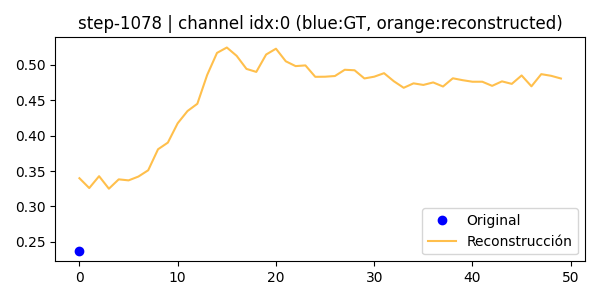 step-1078 | channel idx:0 (blue:GT, orange:reconstructed)
0.50
0.45
0.40
0.35
0.30
0.25
Original
Reconstrucción
0 10 20 30 40 50